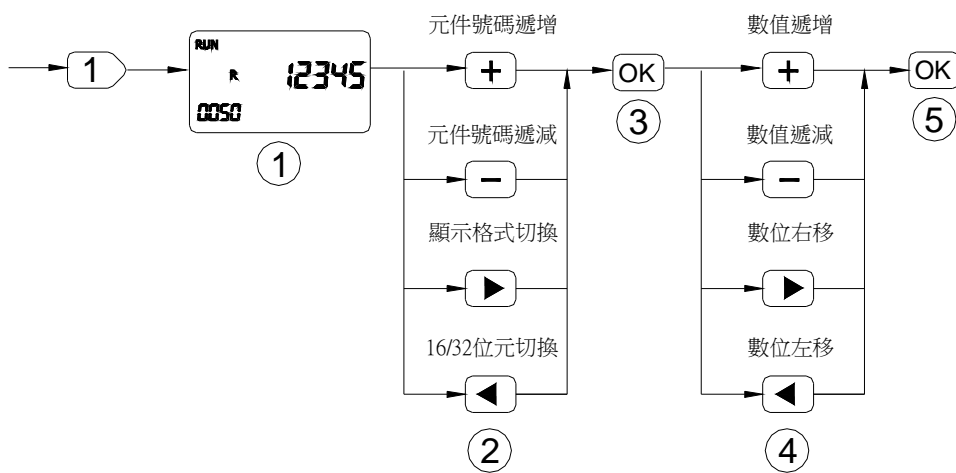 1
RUN
R 12345
0050
①
元件號碼遞增
+
元件號碼遞減
−
顯示格式切換
▶
16/32位元切換
◀
②
OK
③
數值遞增
+
數值遞減
−
數位右移
▶
數位左移
◀
④
OK
⑤